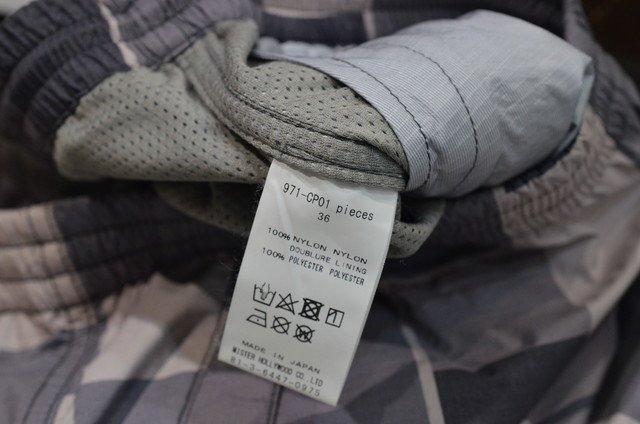 971-CP01 pieces
36
100% NYLON NYLON
DOUBLURE LINING
100% POLYESTER POLYESTER
MADE IN JAPAN
MISTER HOLLYWOOD CO.,LTD
81-3-6447-0975